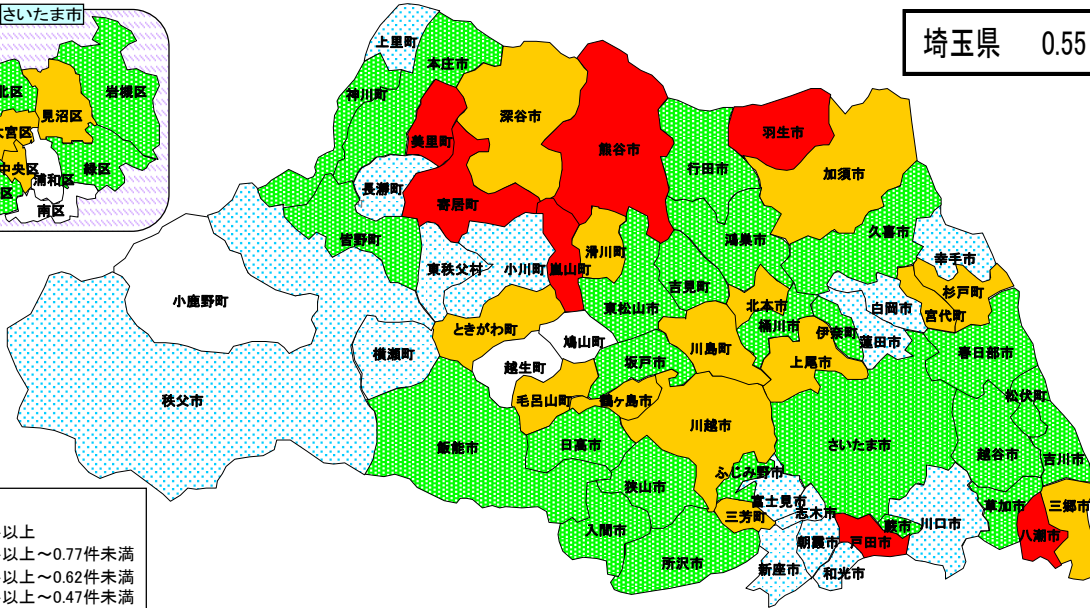 さいたま市
埼玉県 0.55
上里町
本庄市
神川町
美里町
深谷市
熊谷市
羽生市
行田市
加須市
長瀞町
寄居町
皆野町
東秩父村
小川町
嵐山町
滑川町
吉見町
鴻巣市
久喜市
幸手市
杉戸町
宮代町
白岡市
蓮田市
小鹿野町
秩父市
横瀬町
ときがわ町
越生町
鳩山町
東松山市
北本市
桶川市
伊奈町
上尾市
川島町
坂戸市
毛呂山町
鶴ヶ島市
川越市
春日部市
松伏町
飯能市
日高市
狭山市
入間市
所沢市
ふじみ野市
富士見市
三芳町
志木市
朝霞市
新座市
和光市
戸田市
蕨市
川口市
さいたま市
越谷市
吉川市
草加市
八潮市
三郷市
北区
岩槻区
見沼区
大宮区
中央区
浦和区
緑区
区
南区
以上
以上～0.77件未満
以上～0.62件未満
以上～0.47件未満